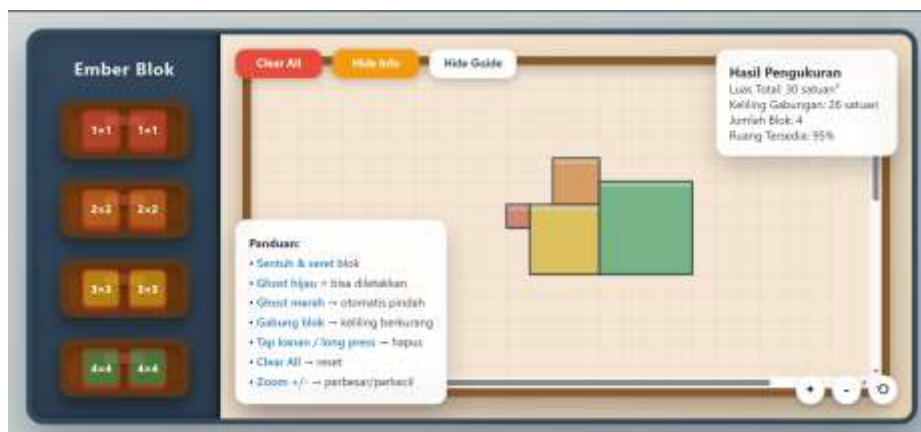 Ember Blok
1×1 1×1
2×2 2×2
3×3 3×3
4×4 4×4
Clear All
Hide Info
Hide Guide
Hasil Pengukuran
Luas Total: 30 satuan²
Keliling Gabungan: 26 satuan
Jumlah Blok: 4
Ruang Tersedia: 95%
Panduan:
• Sentuh & seret blok
• Ghost hijau = bisa diletakkan
• Ghost merah → otomatis pindah
• Gabung blok → keliling berkurang
• Tap kanan / long press → hapus
• Clear All → reset
• Zoom +/- → perbesar/perkecil
+ - ⟲